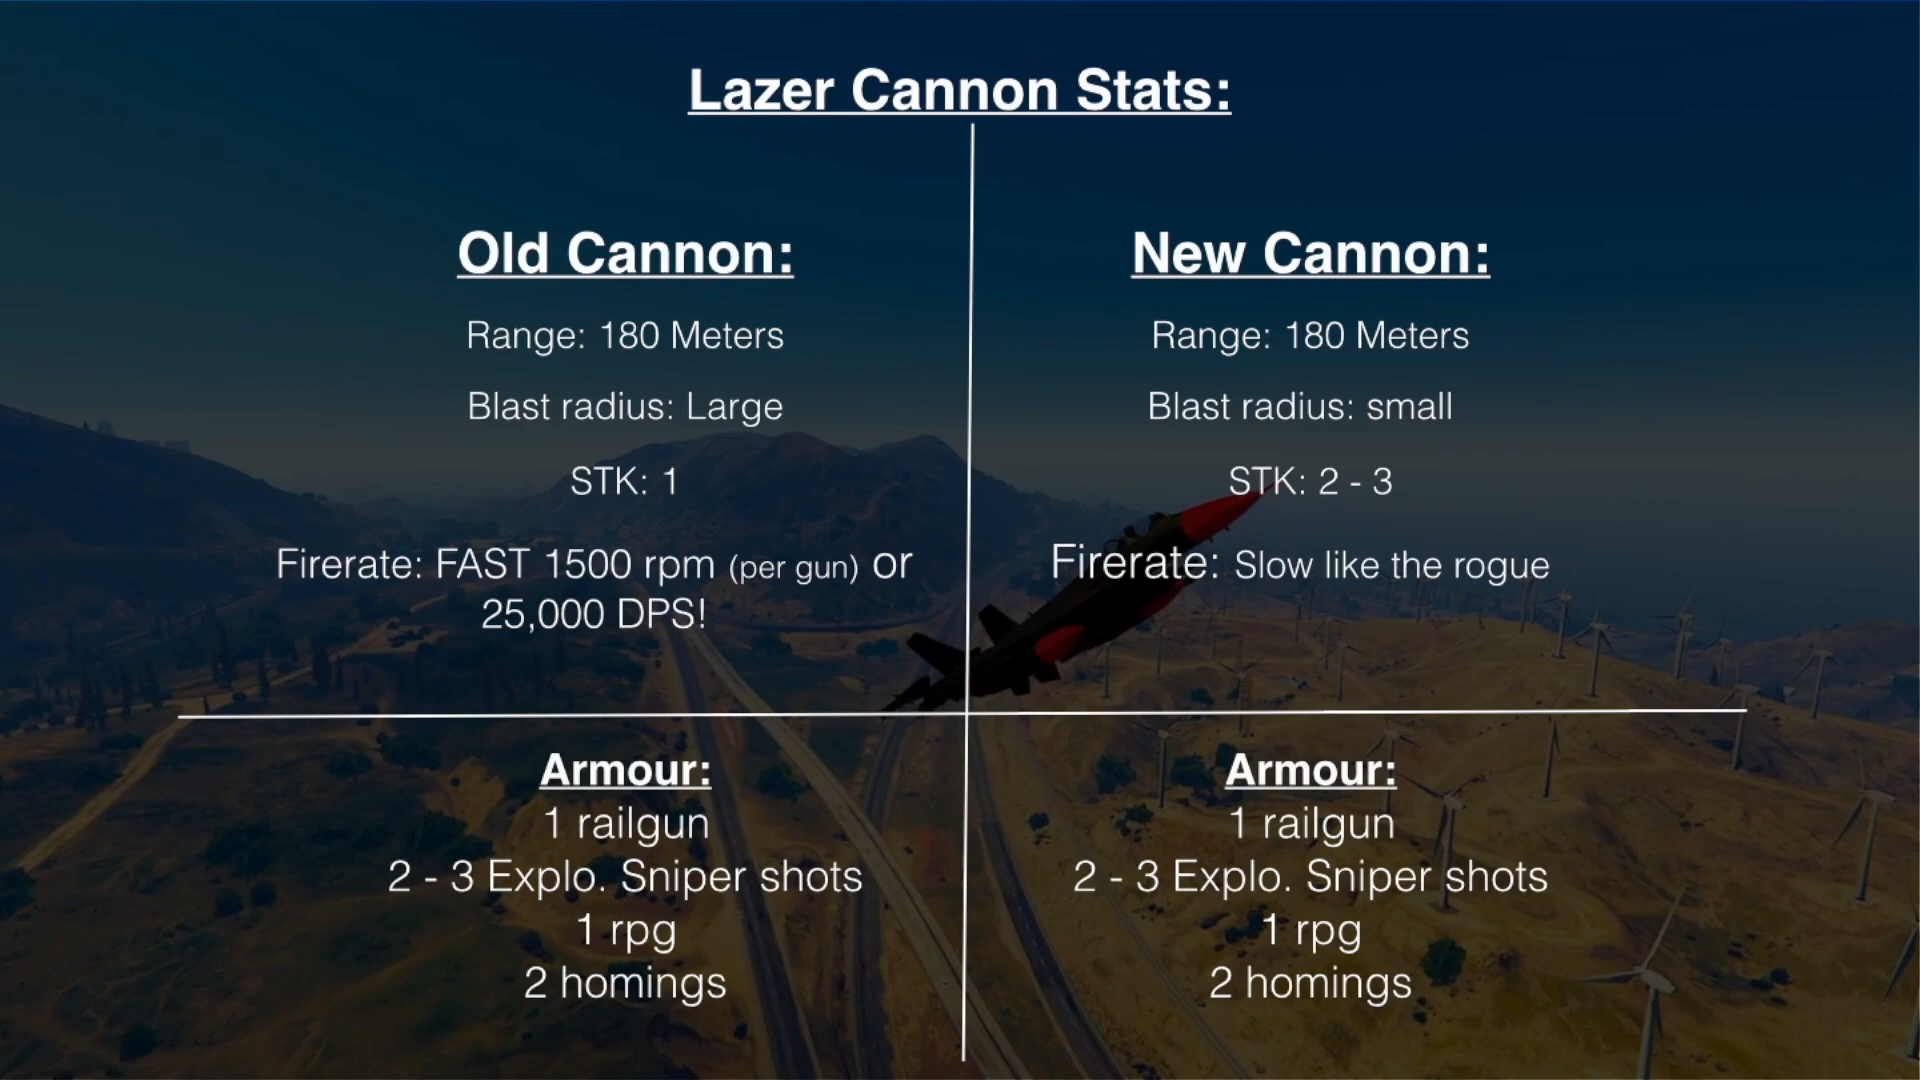 Lazer Cannon Stats:
Old Cannon:
Range: 180 Meters
Blast radius: Large
STK: 1
Firerate: FAST 1500 rpm (per gun) or
25,000 DPS!
Armour:
1 railgun
2 - 3 Explo. Sniper shots
1 rpg
2 homings
New Cannon:
Range: 180 Meters
Blast radius: small
STK: 2 - 3
Firerate: Slow like the rogue
Armour:
1 railgun
2 - 3 Explo. Sniper shots
1 rpg
2 homings